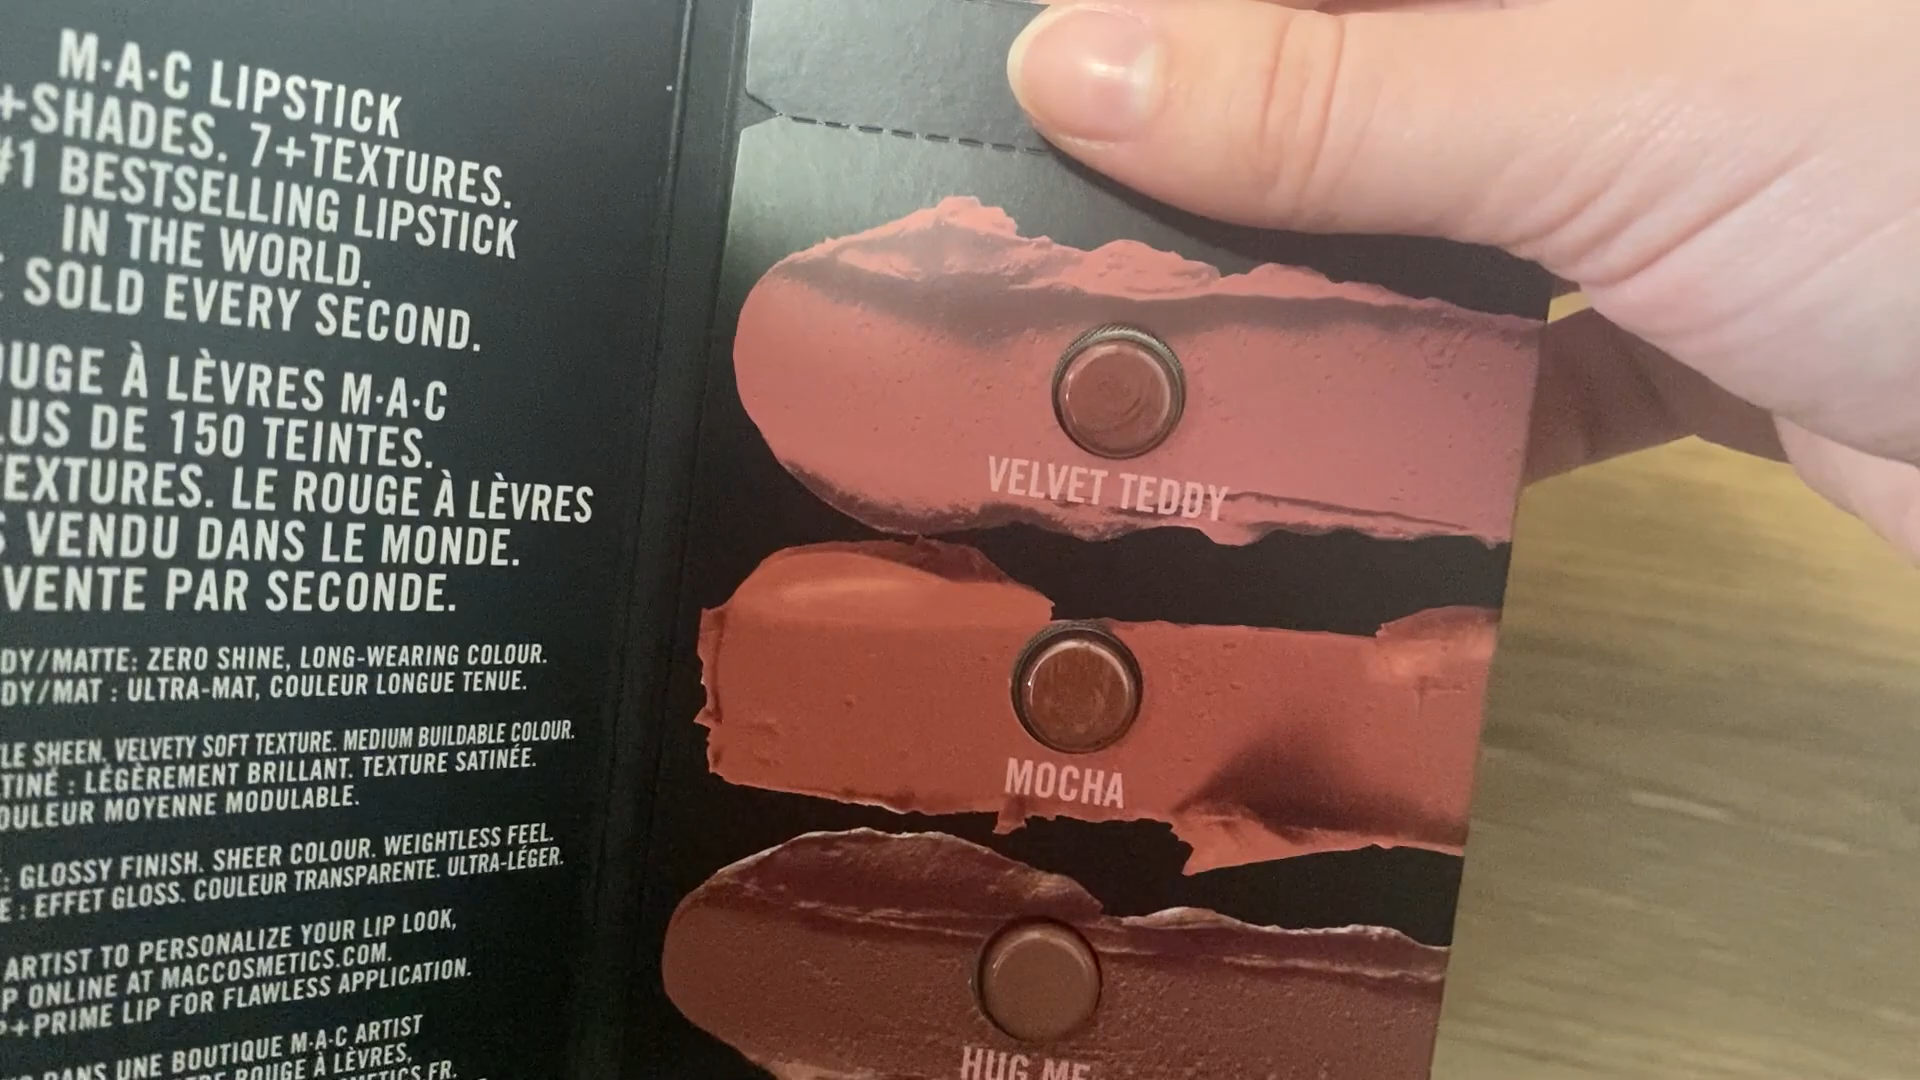 M·A·C LIPSTICK
+SHADES. 7+TEXTURES.
#1 BESTSELLING LIPSTICK
IN THE WORLD.
SOLD EVERY SECOND.
ROUGE À LÈVRES M·A·C
PLUS DE 150 TEINTES.
TEXTURES. LE ROUGE À LÈVRES
VENDU DANS LE MONDE.
VENTE PAR SECONDE.
DY/MATTE: ZERO SHINE, LONG-WEARING COLOUR.
DY/MAT : ULTRA-MAT, COULEUR LONGUE TENUE.
LE SHEEN, VELVETY SOFT TEXTURE. MEDIUM BUILDABLE COLOUR.
TINÉ : LÉGÈREMENT BRILLANT. TEXTURE SATINÉE.
OULEUR MOYENNE MODULABLE.
: GLOSSY FINISH. SHEER COLOUR. WEIGHTLESS FEEL.
E : EFFET GLOSS. COULEUR TRANSPARENTE. ULTRA-LÉGER.
ARTIST TO PERSONALIZE YOUR LIP LOOK,
P ONLINE AT MACCOSMETICS.COM.
P+PRIME LIP FOR FLAWLESS APPLICATION.
DANS UNE BOUTIQUE M·A·C ARTIST
ROUGE À LÈVRES,
VELVET TEDDY
MOCHA
HUG ME